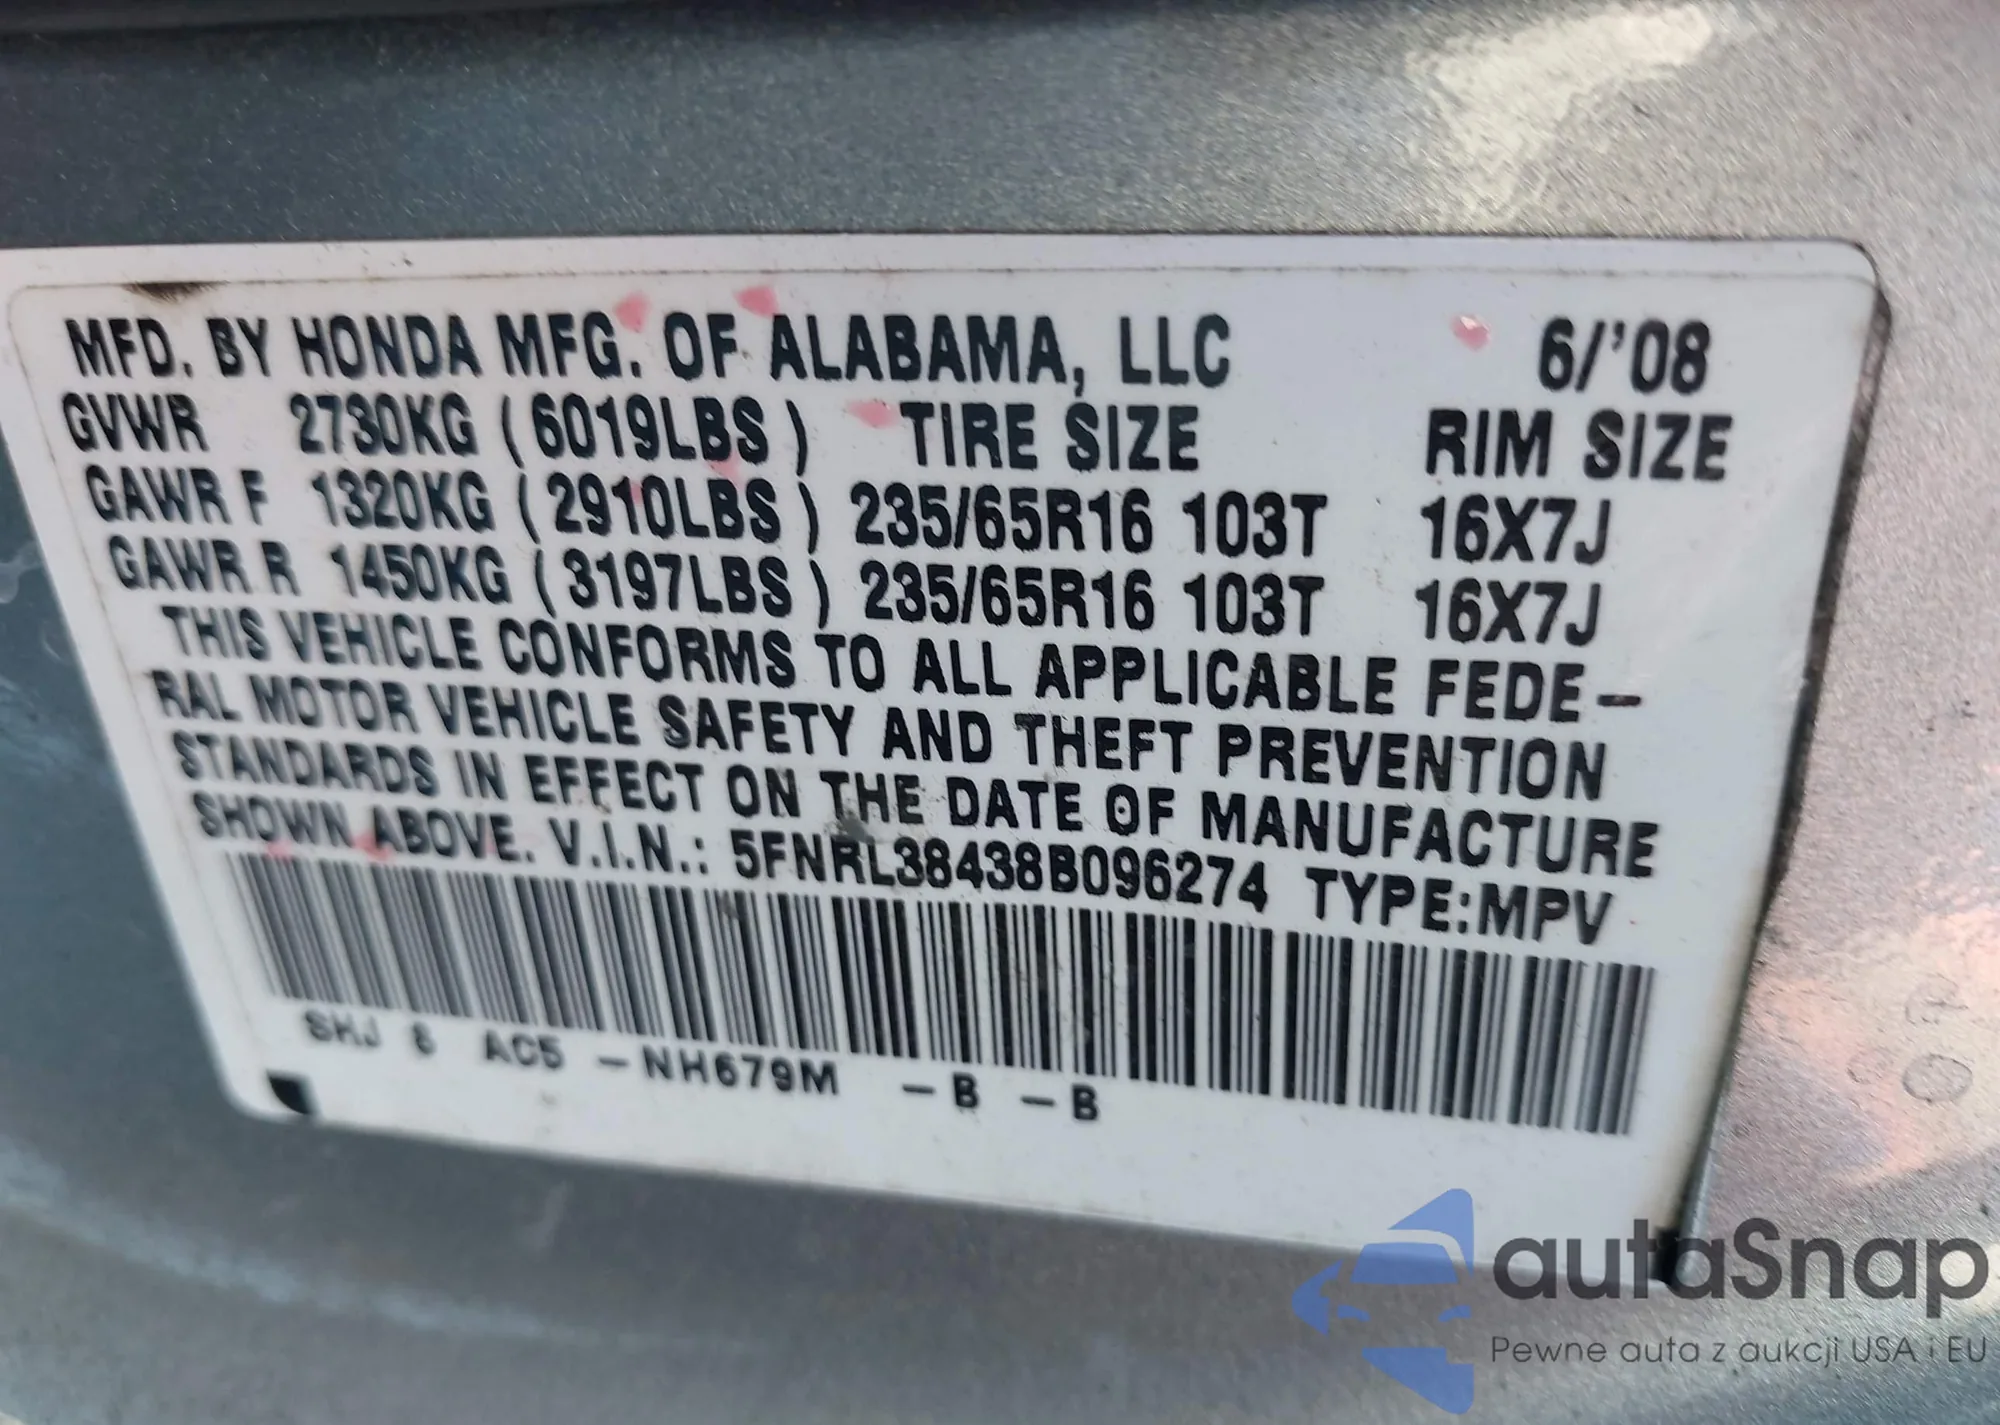 MFD. BY HONDA MFG. OF ALABAMA, LLC 6/'08
GVWR 2730KG ( 6019LBS ) TIRE SIZE RIM SIZE
GAWR F 1320KG ( 2910LBS ) 235/65R16 103T 16X7J
GAWR R 1450KG ( 3197LBS ) 235/65R16 103T 16X7J
THIS VEHICLE CONFORMS TO ALL APPLICABLE FEDE-
RAL MOTOR VEHICLE SAFETY AND THEFT PREVENTION
STANDARDS IN EFFECT ON THE DATE OF MANUFACTURE
SHOWN ABOVE. V.I.N.: 5FNRL38438B096274 TYPE:MPV
SHJ 8 AC5 -NH679M -B -B
autaSnap
Pewne auta z aukcji USA i EU